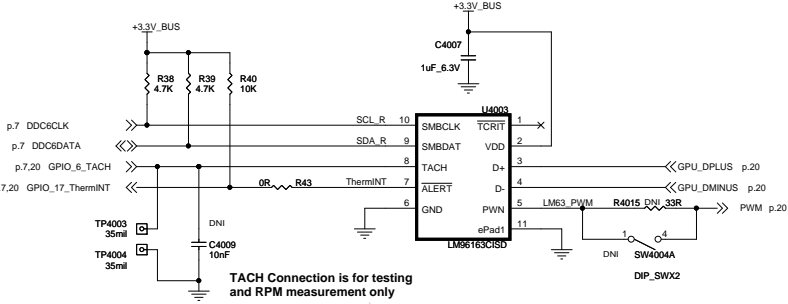 +3.3V_BUS
+3.3V_BUS
C4007
1uF_6.3V
R38
4.7K
R39
4.7K
R40
10K
U4003
p.7 DDC6CLK
SCL_R
10
SMBCLK
TCRIT
1
p.7 DDC6DATA
SDA_R
9
SMBDAT
VDD
2
p.7,20 GPIO_6_TACH
8
TACH
D+
3
GPU_DPLUS p.20
7,20 GPIO_17_ThermINT
0R
R43
ThermINT
7
ALERT
D-
4
GPU_DMINUS p.20
6
GND
PWN
5
LM63_PWM
R4015
DNI
33R
PWM p.20
ePad1
11
LM96163CISD
TP4003
35mil
TP4004
35mil
DNI
C4009
10nF
1
4
DNI
SW4004A
DIP_SWX2
TACH Connection is for testing
and RPM measurement only